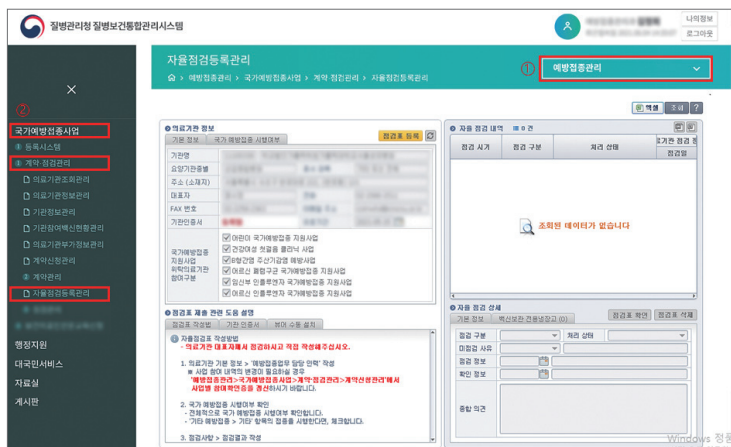 질병관리청 질병보건통합관리시스템
나의정보
로그아웃
자율점검등록관리
예방접종관리 > 국가예방접종사업 > 계약·점검관리 > 자율점검등록관리
①
예방접종관리
②
국가예방접종사업
등록시스템
계약·점검관리
의료기관조회관리
의료기관정보관리
기관정보관리
기관참여백신현황관리
의료기관부가정보관리
계약신청관리
계약관리
자율점검등록관리
행정지원
대국민서비스
자료실
게시판
엑셀
조회
?
의료기관 정보
기본 정보
국가 예방접종 시행여부
점검표 등록
기관명
요양기관종별
주소 (소재지)
대표자
FAX 번호
기관인증서
국가예방접종
지원사업
위탁의료기관
참여구분
어린이 국가예방접종 지원사업
건강여성 첫걸음 클리닉 사업
B형간염 주산기감염 예방사업
어르신 폐렴구균 국가예방접종 지원사업
임신부 인플루엔자 국가예방접종 지원사업
어르신 인플루엔자 국가예방접종 지원사업
점검표 제출 관련 도움 설명
점검표 작성법
기관 인증서
뷰어 수동 설치
자율점검표 작성방법
- 의료기관 대표자께서 점검하시고 직접 작성해주십시오.
1. 의료기관 기본 정보 > '예방접종업무 담당 인력' 작성
※ 사업 참여 내역의 변경이 필요하실 경우
'예방접종관리>국가예방접종사업>계약·점검관리>계약신청관리'에서
사업별 참여확인증을 갱신하시기 바랍니다.
2. 국가 예방접종 시행여부 확인
- 전체적으로 국가 예방접종 시행여부 확인합니다.
- '기타 예방접종 > 기타' 항목의 접종을 시행한다면, 체크합니다.
3. 점검사항 > 점검결과 작성
자율 점검 내역
0 건
점검 시기
점검 구분
처리 상태
점검일
조회된 데이터가 없습니다
자율 점검 상세
기본 정보
백신보관 전용냉장고 (0)
점검표 확인
점검표 삭제
점검 구분
처리 상태
미점검 사유
점검 정보
확인 정보
종합 의견
Windows 정품